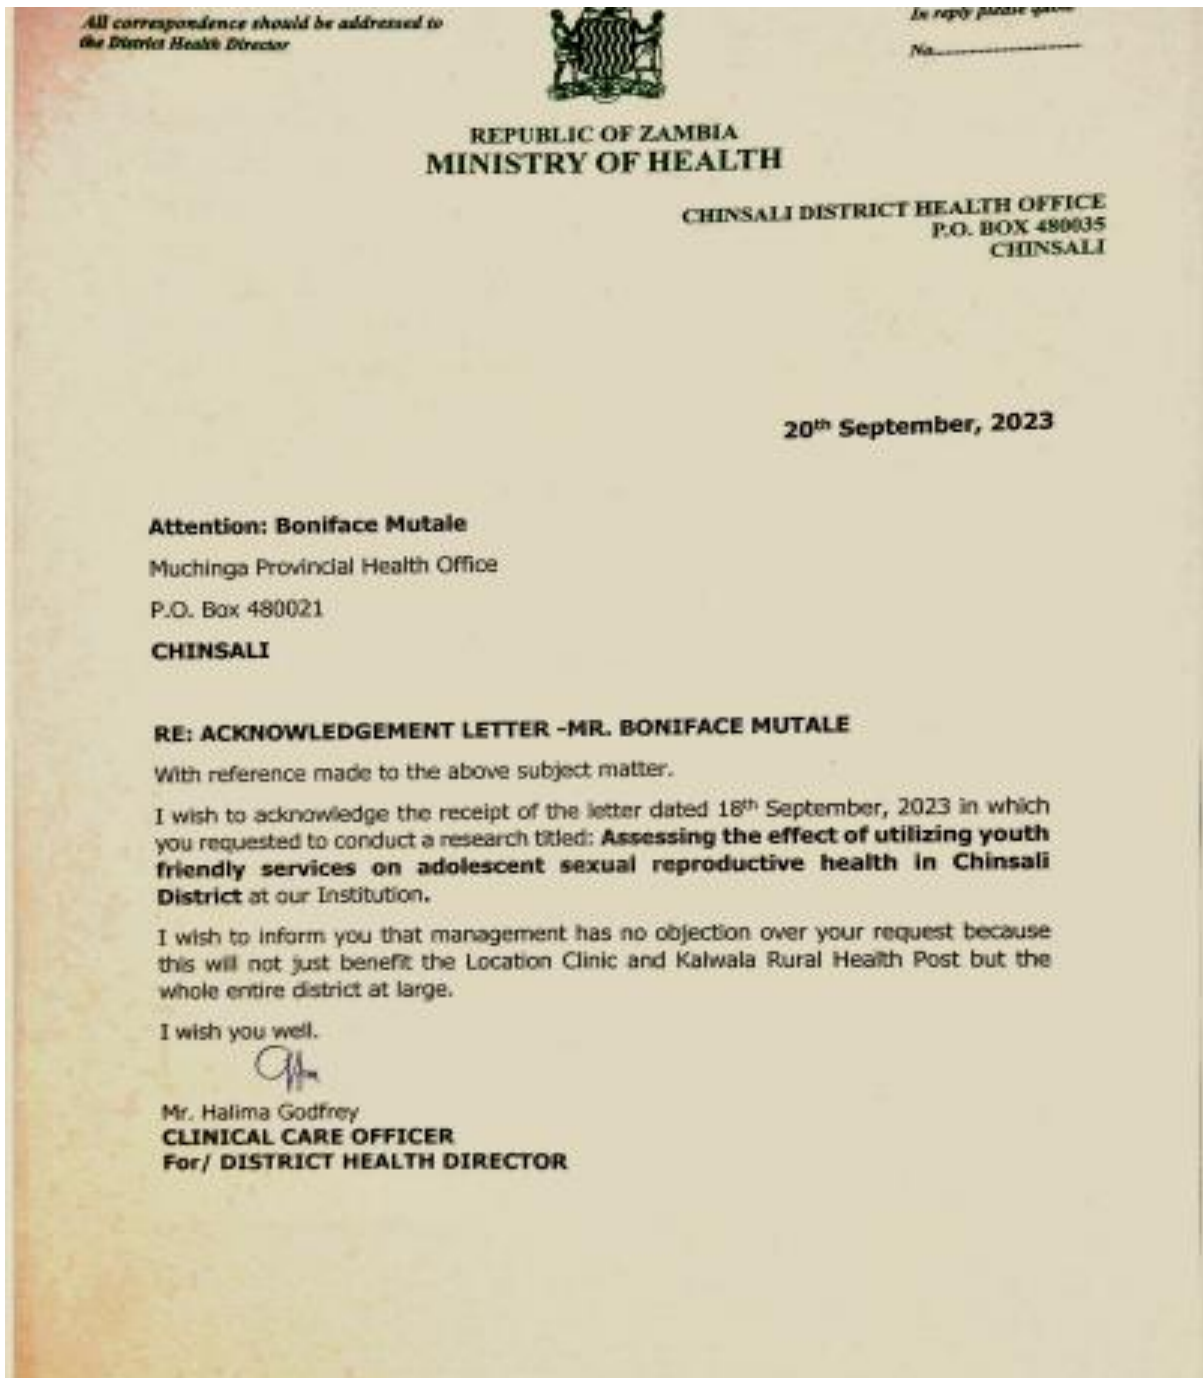 All correspondence should be addressed to
the District Health Director
In reply please quote
No.
REPUBLIC OF ZAMBIA
MINISTRY OF HEALTH
CHINSALI DISTRICT HEALTH OFFICE
P.O. BOX 480035
CHINSALI
20th September, 2023
Attention: Boniface Mutale
Muchinga Provincial Health Office
P.O. Box 480021
CHINSALI
RE: ACKNOWLEDGEMENT LETTER -MR. BONIFACE MUTALE
With reference made to the above subject matter.
I wish to acknowledge the receipt of the letter dated 18th September, 2023 in which
you requested to conduct a research titled: Assessing the effect of utilizing youth
friendly services on adolescent sexual reproductive health in Chinsali
District at our Institution.
I wish to inform you that management has no objection over your request because
this will not just benefit the Location Clinic and Kalwala Rural Health Post but the
whole entire district at large.
I wish you well.
Mr. Halima Godfrey
CLINICAL CARE OFFICER
For/ DISTRICT HEALTH DIRECTOR